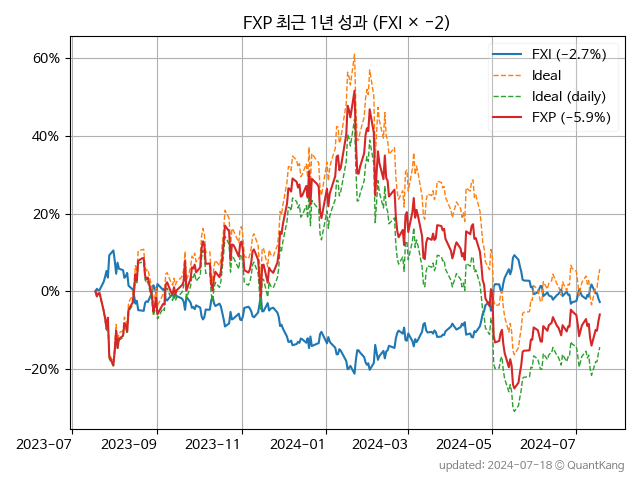 FXP 최근 1년 성과 (FXI × −2)
60%
40%
20%
0%
−20%
FXI (−2.7%)
Ideal
Ideal (daily)
FXP (−5.9%)
2023-07 2023-09 2023-11 2024-01 2024-03 2024-05 2024-07
updated: 2024-07-18 © QuantKang